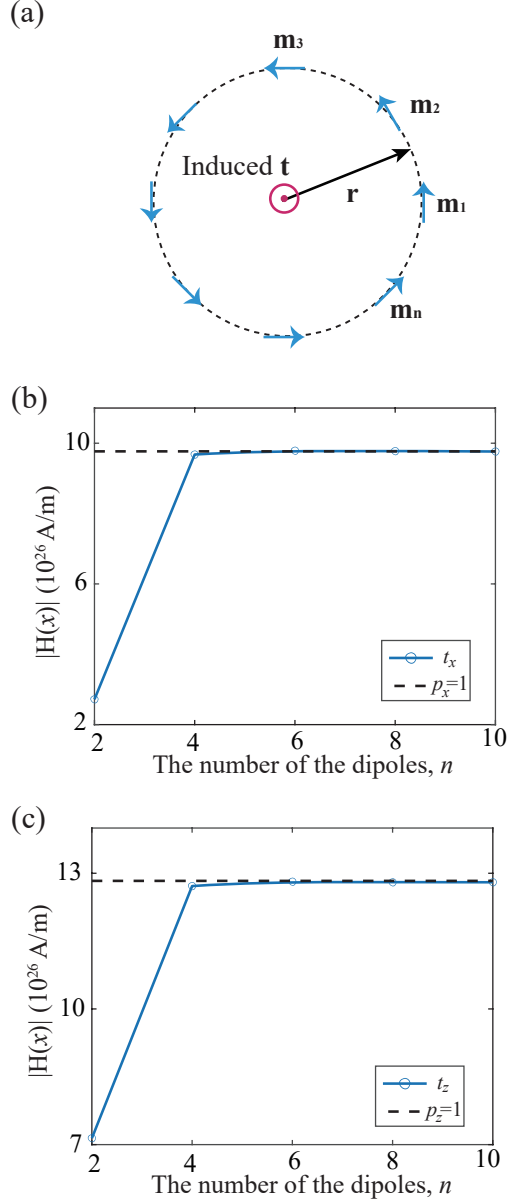 (a)
m₃
m₂
Induced t
r
m₁
mₙ
(b)
10
6
2
|H(x)| (10²⁶ A/m)
tₓ
pₓ=1
2 4 6 8 10
The number of the dipoles, n
(c)
13
10
7
|H(x)| (10²⁶ A/m)
t_z
p_z=1
2 4 6 8 10
The number of the dipoles, n